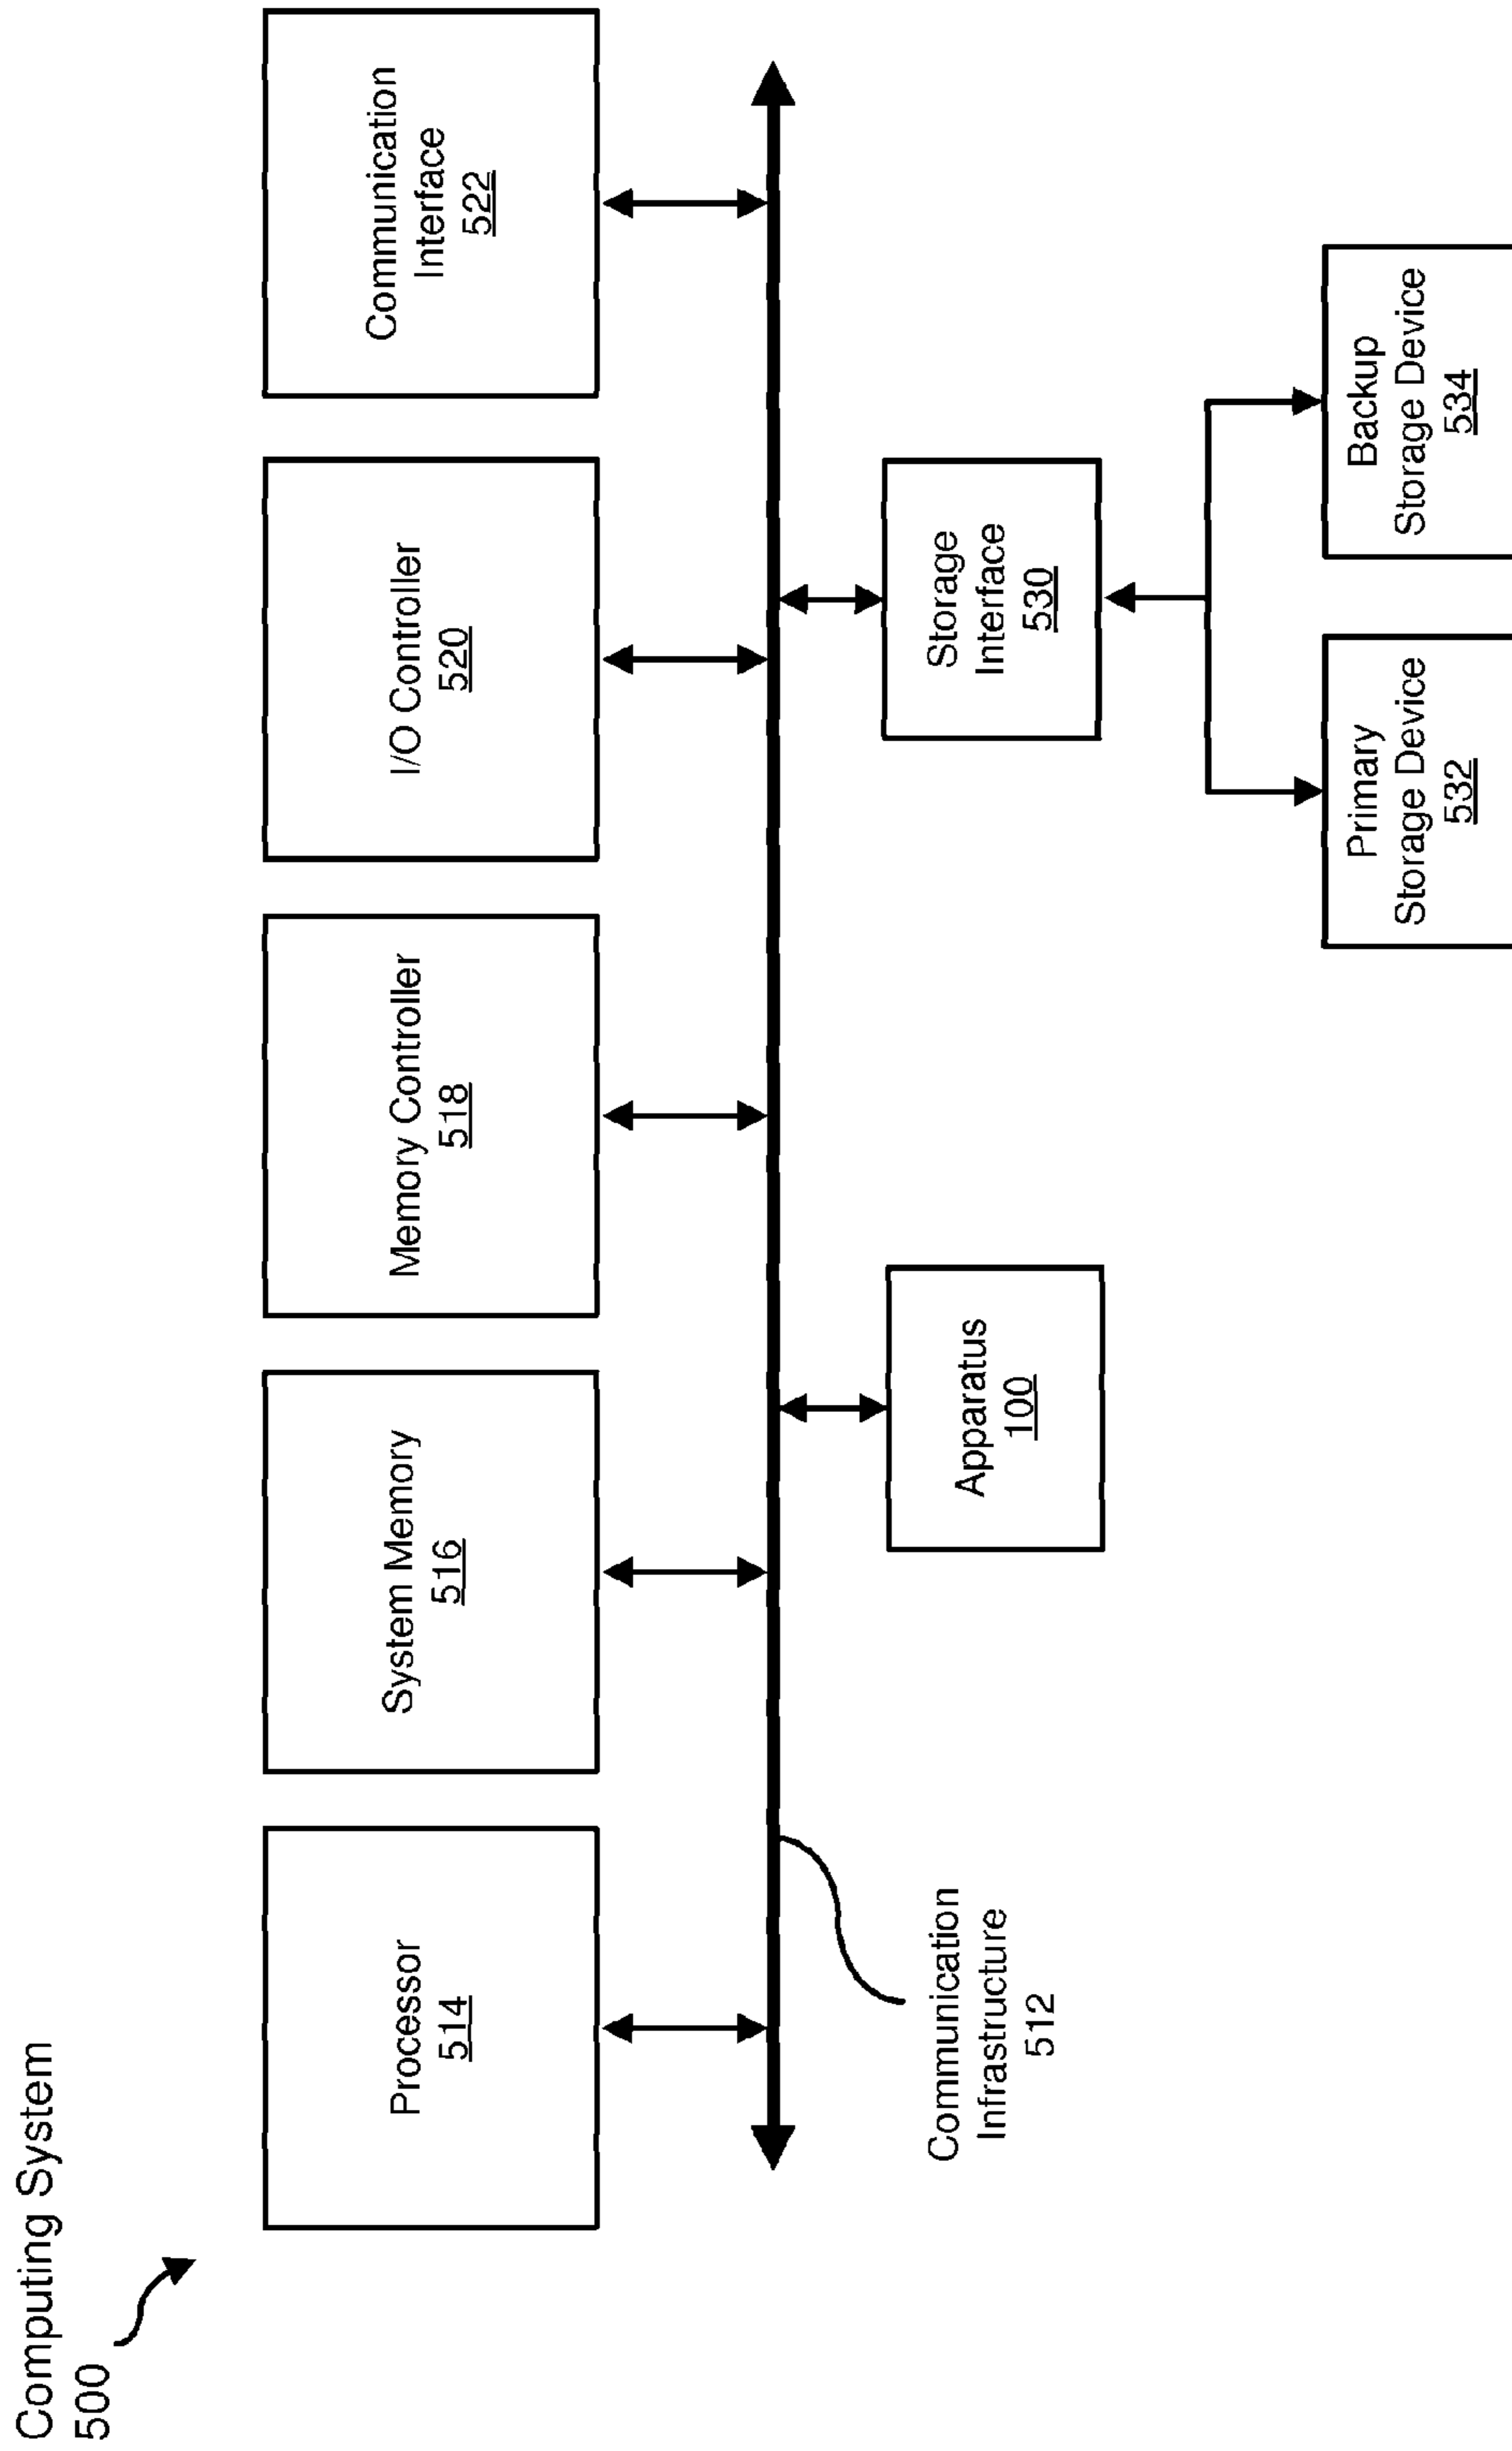 Computing System
500
Processor
514
System Memory
516
Memory Controller
518
I/O Controller
520
Communication
Interface
522
Communication
Infrastructure
512
Apparatus
100
Storage
Interface
530
Primary
Storage Device
532
Backup
Storage Device
534